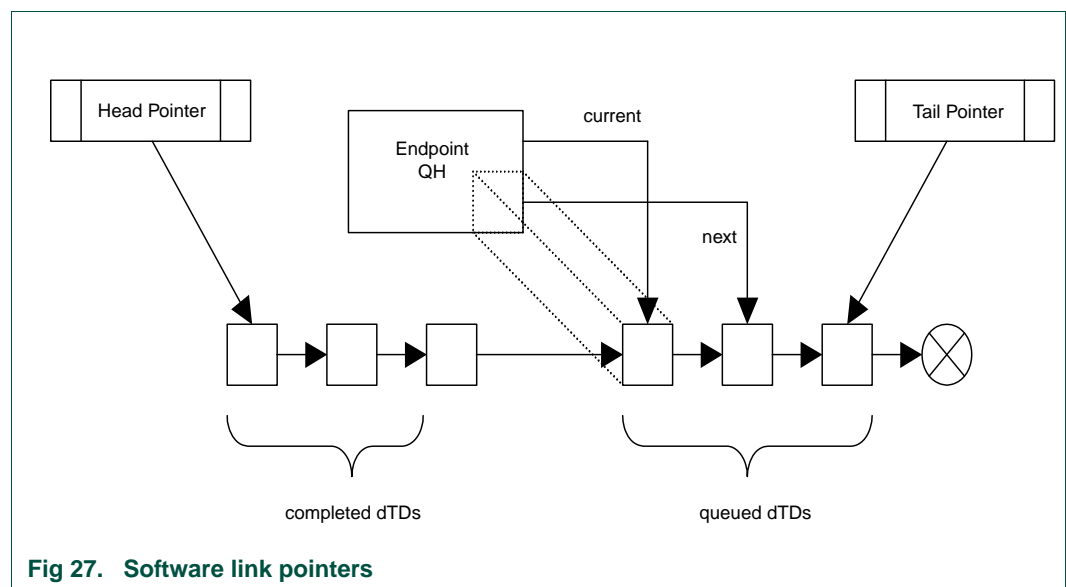 Head Pointer
Endpoint
QH
current
Tail Pointer
next
completed dTDs
queued dTDs
Fig 27. Software link pointers